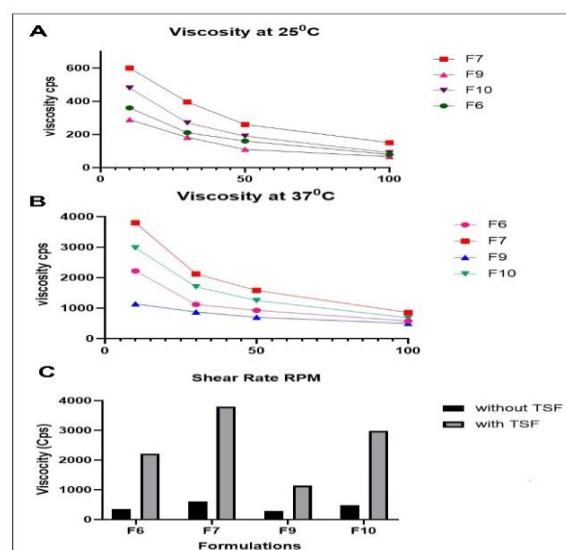 A
Viscosity at 25⁰C
viscosity cps
600
400
200
0
0
50
100
F7
F9
F10
F6
B
Viscosity at 37⁰C
viscosity cps
4000
3000
2000
1000
0
0
50
100
F6
F7
F9
F10
Shear Rate RPM
C
Viscocity (Cps)
4000
3000
2000
1000
0
F6
F7
F9
F10
Formulations
without TSF
with TSF